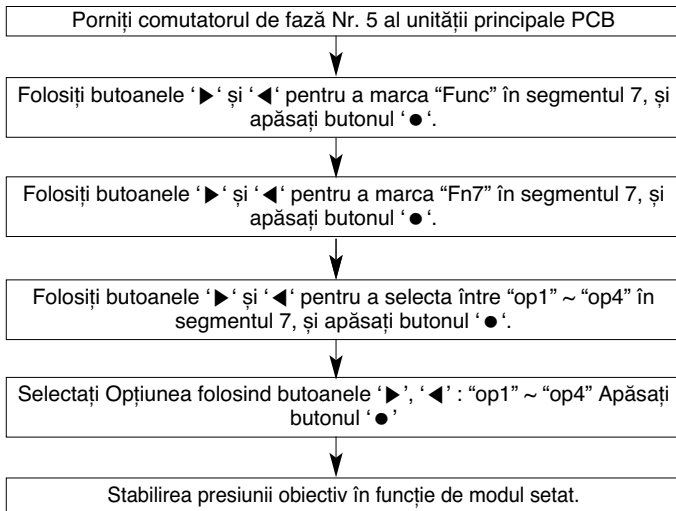 Porniți comutatorul de fază Nr. 5 al unității principale PCB
Folosiți butoanele ‘▶‘ și ‘◀‘ pentru a marca “Func” în segmentul 7, și
apăsați butonul ‘●‘.
Folosiți butoanele ‘▶‘ și ‘◀‘ pentru a marca “Fn7” în segmentul 7, și
apăsați butonul ‘●‘.
Folosiți butoanele ‘▶‘ și ‘◀‘ pentru a selecta între “op1” ~ “op4” în
segmentul 7, și apăsați butonul ‘●‘.
Selectați Opțiunea folosind butoanele ‘▶’, ‘◀’ : “op1” ~ “op4” Apăsați
butonul ‘●’
Stabilirea presiunii obiectiv în funcție de modul setat.